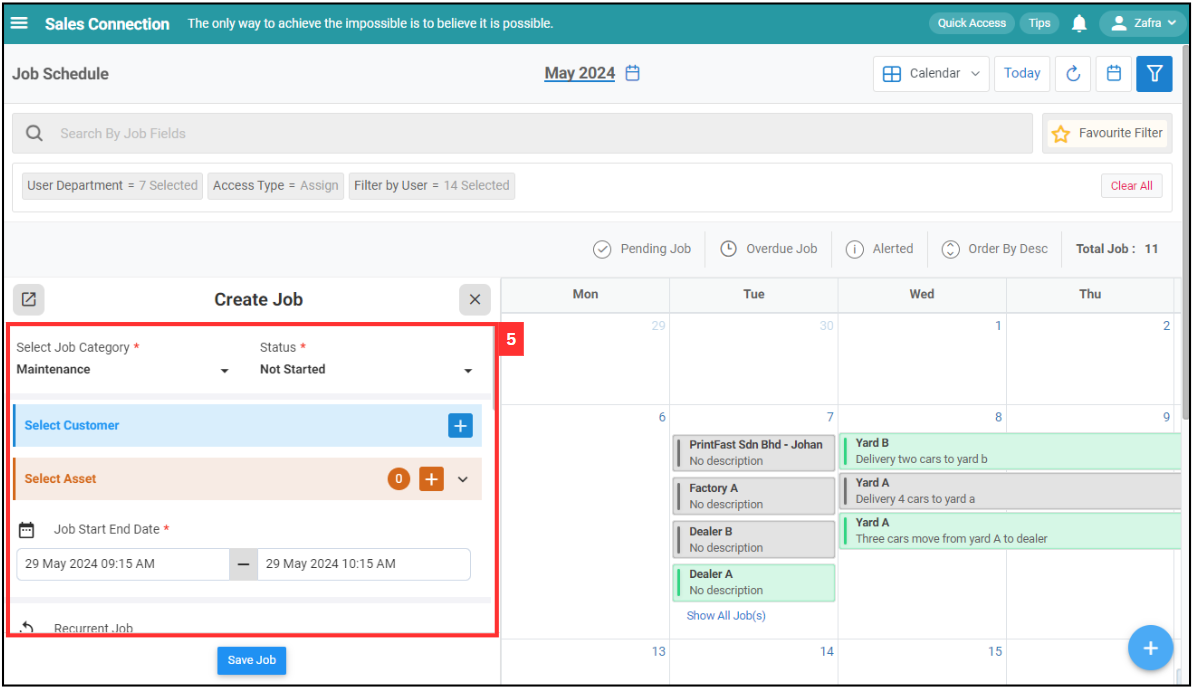 Sales Connection The only way to achieve the impossible is to believe it is possible. Quick Access Tips Zafra
Job Schedule May 2024 Calendar Today
Search By Job Fields Favourite Filter
User Department = 7 Selected Access Type = Assign Filter by User = 14 Selected Clear All
Pending Job Overdue Job Alerted Order By Desc Total Job : 11
Create Job
Select Job Category * Status *
Maintenance Not Started
Select Customer
Select Asset 0
Job Start End Date *
29 May 2024 09:15 AM — 29 May 2024 10:15 AM
Recurrent Job
Save Job
5
Mon Tue Wed Thu
29 30 1 2
6 7 8 9
PrintFast Sdn Bhd - Johan
No description
Factory A
No description
Dealer B
No description
Dealer A
No description
Show All Job(s)
Yard B
Delivery two cars to yard b
Yard A
Delivery 4 cars to yard a
Yard A
Three cars move from yard A to dealer
13 14 15